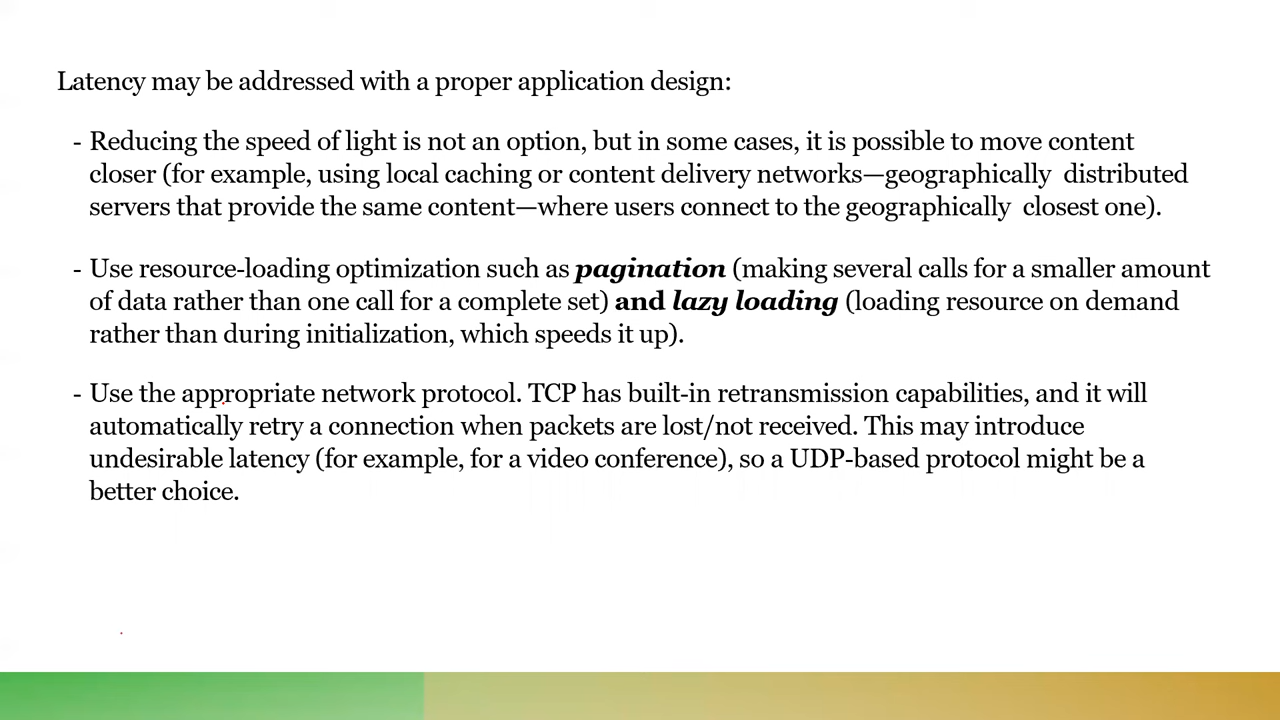 Latency may be addressed with a proper application design:
- Reducing the speed of light is not an option, but in some cases, it is possible to move content
closer (for example, using local caching or content delivery networks—geographically distributed
servers that provide the same content—where users connect to the geographically closest one).
- Use resource-loading optimization such as pagination (making several calls for a smaller amount
of data rather than one call for a complete set) and lazy loading (loading resource on demand
rather than during initialization, which speeds it up).
- Use the appropriate network protocol. TCP has built-in retransmission capabilities, and it will
automatically retry a connection when packets are lost/not received. This may introduce
undesirable latency (for example, for a video conference), so a UDP-based protocol might be a
better choice.